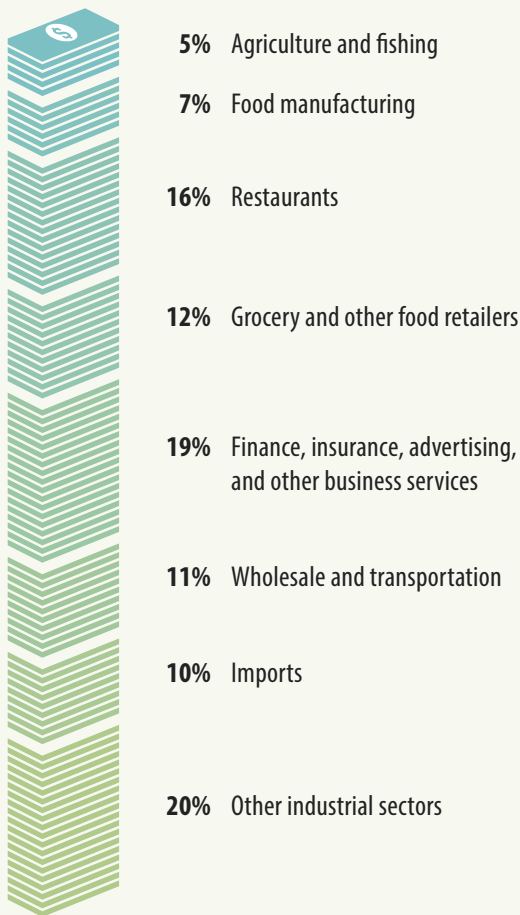 $
5% Agriculture and fishing
7% Food manufacturing
16% Restaurants
12% Grocery and other food retailers
19% Finance, insurance, advertising,
and other business services
11% Wholesale and transportation
10% Imports
20% Other industrial sectors